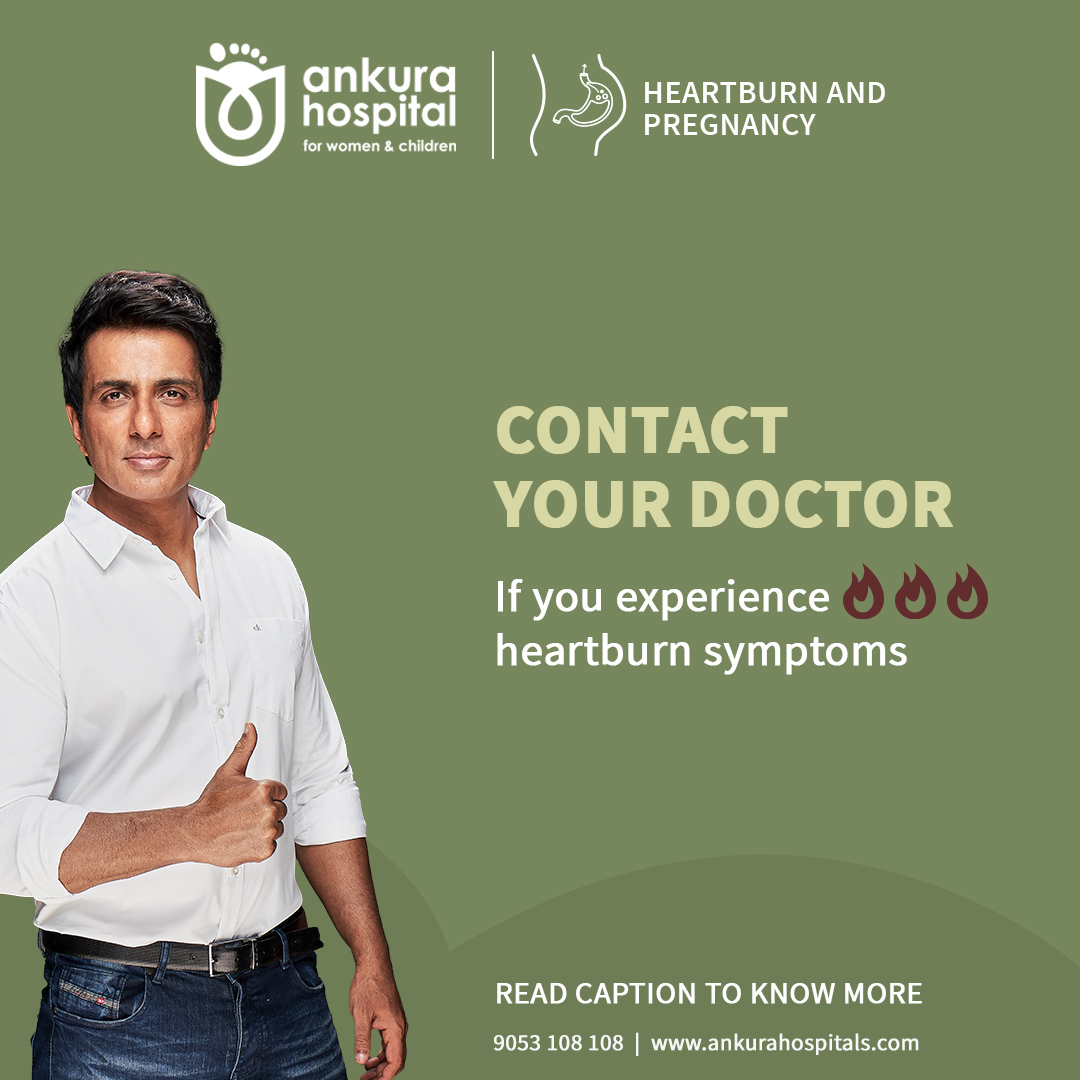 ankura
hospital
for women & children
HEARTBURN AND
PREGNANCY
CONTACT
YOUR DOCTOR
If you experience
heartburn symptoms
READ CAPTION TO KNOW MORE
9053 108 108 | www.ankurahospitals.com